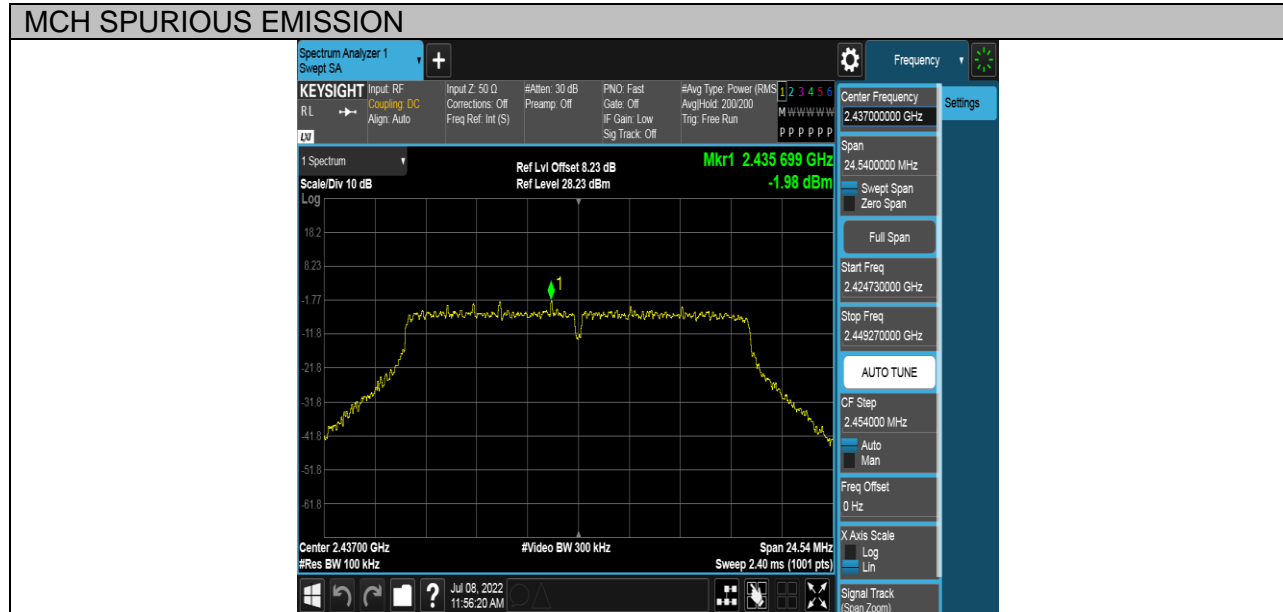 MCH SPURIOUS EMISSION
Spectrum Analyzer 1
Swept SA
+
Frequency
KEYSIGHT
RL
LXI
Input: RF
Coupling: DC
Align: Auto
Input Z: 50 Ω
Corrections: Off
Freq Ref: Int (S)
#Atten: 30 dB
Preamp: Off
PNO: Fast
Gate: Off
IF Gain: Low
Sig Track: Off
#Avg Type: Power (RMS
Avg|Hold: 200/200
Trig: Free Run
1 2 3 4 5 6
M W W W W W
P P P P P P
Center Frequency
2.437000000 GHz
Settings
1 Spectrum
Scale/Div 10 dB
Log
Ref Lvl Offset 8.23 dB
Ref Level 28.23 dBm
Mkr1 2.435 699 GHz
-1.98 dBm
Span
24.5400000 MHz
Swept Span
Zero Span
Full Span
Start Freq
2.424730000 GHz
Stop Freq
2.449270000 GHz
AUTO TUNE
CF Step
2.454000 MHz
Auto
Man
Freq Offset
0 Hz
X Axis Scale
Log
Lin
Signal Track
(Span Zoom)
18.2
8.23
1
-1.77
-11.8
-21.8
-31.8
-41.8
-51.8
-61.8
Center 2.43700 GHz
#Res BW 100 kHz
#Video BW 300 kHz
Span 24.54 MHz
Sweep 2.40 ms (1001 pts)
?
Jul 08, 2022
11:56:20 AM